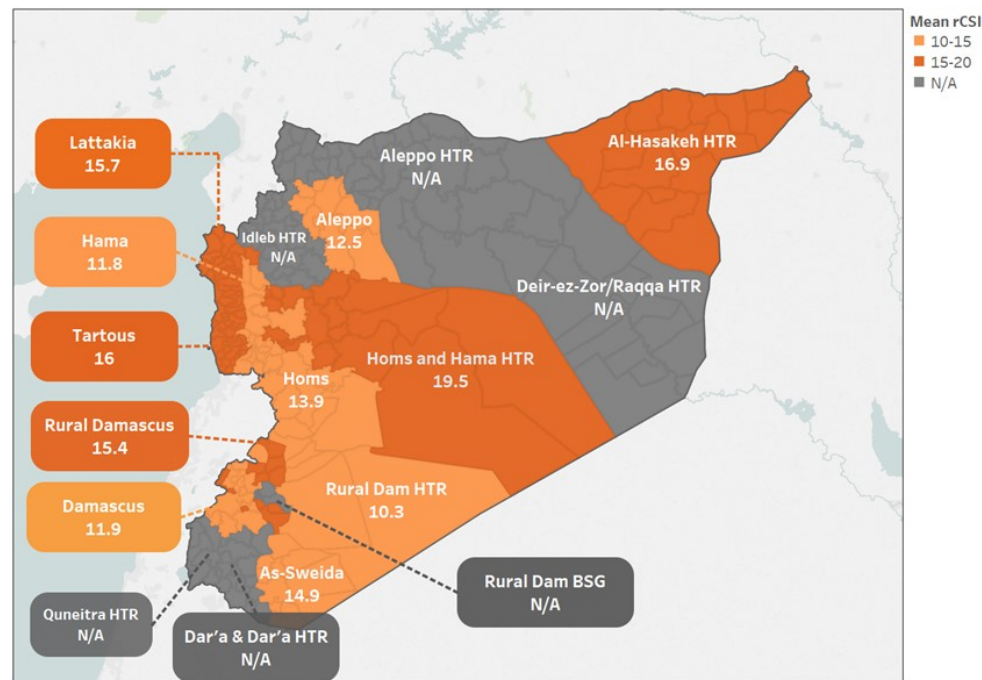 Mean rCSI
10-15
15-20
N/A
Lattakia
15.7
Hama
11.8
Tartous
16
Rural Damascus
15.4
Damascus
11.9
Quneitra HTR
N/A
Dar'a & Dar'a HTR
N/A
Rural Dam BSG
N/A
Aleppo HTR
N/A
Al-Hasakeh HTR
16.9
Idleb HTR
N/A
Aleppo
12.5
Deir-ez-Zor/Raqqa HTR
N/A
Homs and Hama HTR
19.5
Homs
13.9
Rural Dam HTR
10.3
As-Sweida
14.9